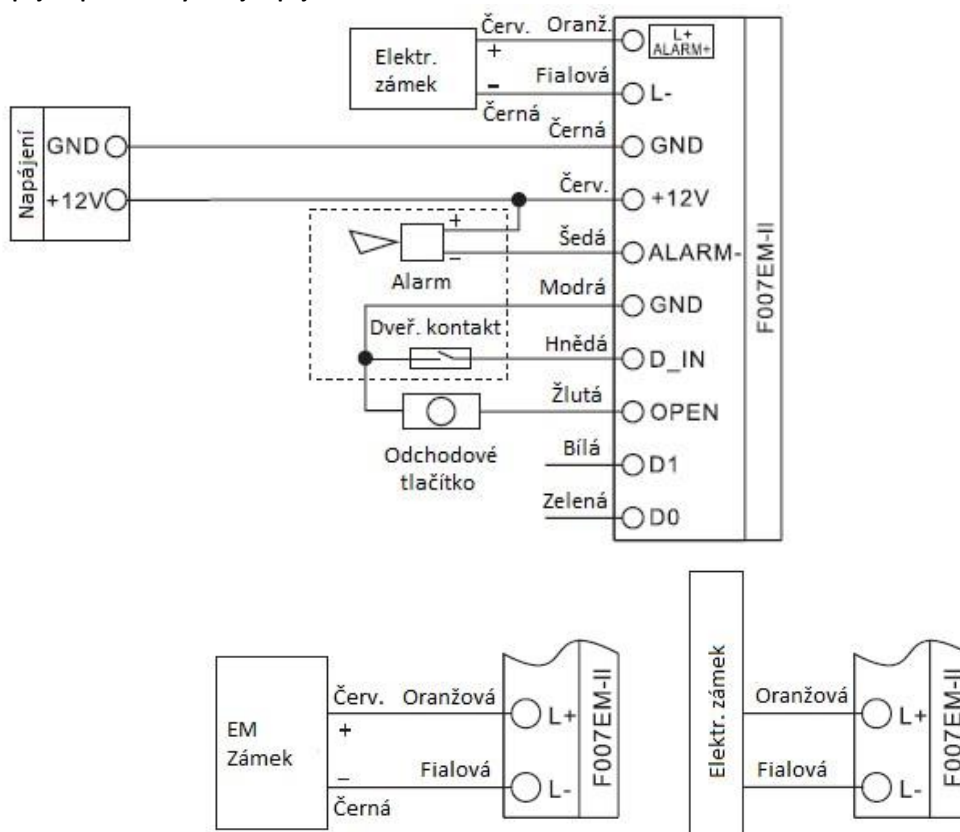 Červ. Oranž.
L+
ALARM+
+
Elektr.
zámek
-
Fialová
L-
Černá
Černá
GND
Napájení
GND
Červ.
+12V
+12V
+
Šedá
ALARM-
–
Alarm
Modrá
GND
Dveř. kontakt
Hnědá
D_IN
Žlutá
OPEN
Odchodové
tlačítko
Bílá
D1
Zelená
D0
F007EM-II
EM
Zámek
Červ. Oranžová
+
L+
–
Fialová
L-
Černá
F007EM-II
Elektr. zámek
Oranžová
L+
Fialová
L-
F007EM-II